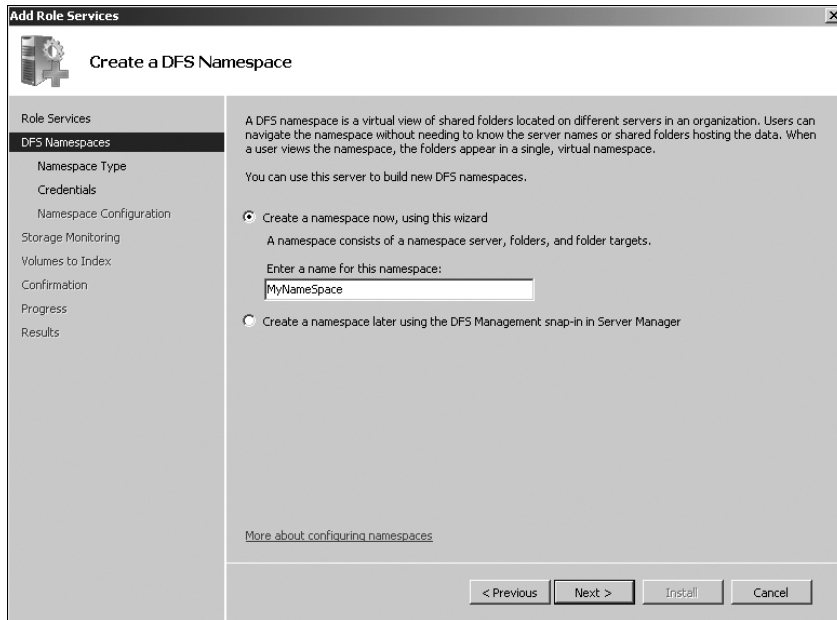 Add Role Services
Create a DFS Namespace
Role Services
DFS Namespaces
Namespace Type
Credentials
Namespace Configuration
Storage Monitoring
Volumes to Index
Confirmation
Progress
Results
A DFS namespace is a virtual view of shared folders located on different servers in an organization. Users can
navigate the namespace without needing to know the server names or shared folders hosting the data. When
a user views the namespace, the folders appear in a single, virtual namespace.
You can use this server to build new DFS namespaces.
Create a namespace now, using this wizard
A namespace consists of a namespace server, folders, and folder targets.
Enter a name for this namespace:
MyNameSpace
Create a namespace later using the DFS Management snap-in in Server Manager
More about configuring namespaces
< Previous
Next >
Install
Cancel